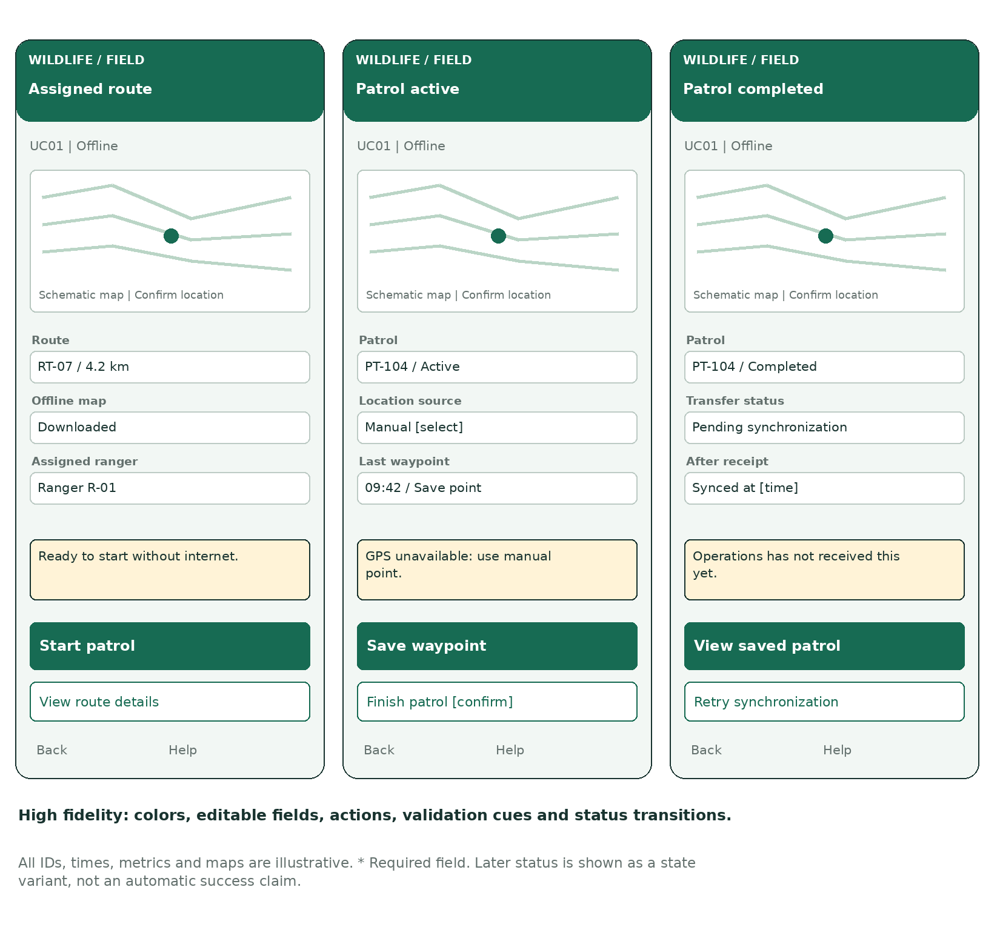 WILDLIFE / FIELD
Assigned route
UC01 | Offline
Schematic map | Confirm location
Route
RT-07 / 4.2 km
Offline map
Downloaded
Assigned ranger
Ranger R-01
Ready to start without internet.
Start patrol
View route details
Back
Help
WILDLIFE / FIELD
Patrol active
UC01 | Offline
Schematic map | Confirm location
Patrol
PT-104 / Active
Location source
Manual [select]
Last waypoint
09:42 / Save point
GPS unavailable: use manual
point.
Save waypoint
Finish patrol [confirm]
Back
Help
WILDLIFE / FIELD
Patrol completed
UC01 | Offline
Schematic map | Confirm location
Patrol
PT-104 / Completed
Transfer status
Pending synchronization
After receipt
Synced at [time]
Operations has not received this
yet.
View saved patrol
Retry synchronization
Back
Help
High fidelity: colors, editable fields, actions, validation cues and status transitions.
All IDs, times, metrics and maps are illustrative. * Required field. Later status is shown as a state
variant, not an automatic success claim.